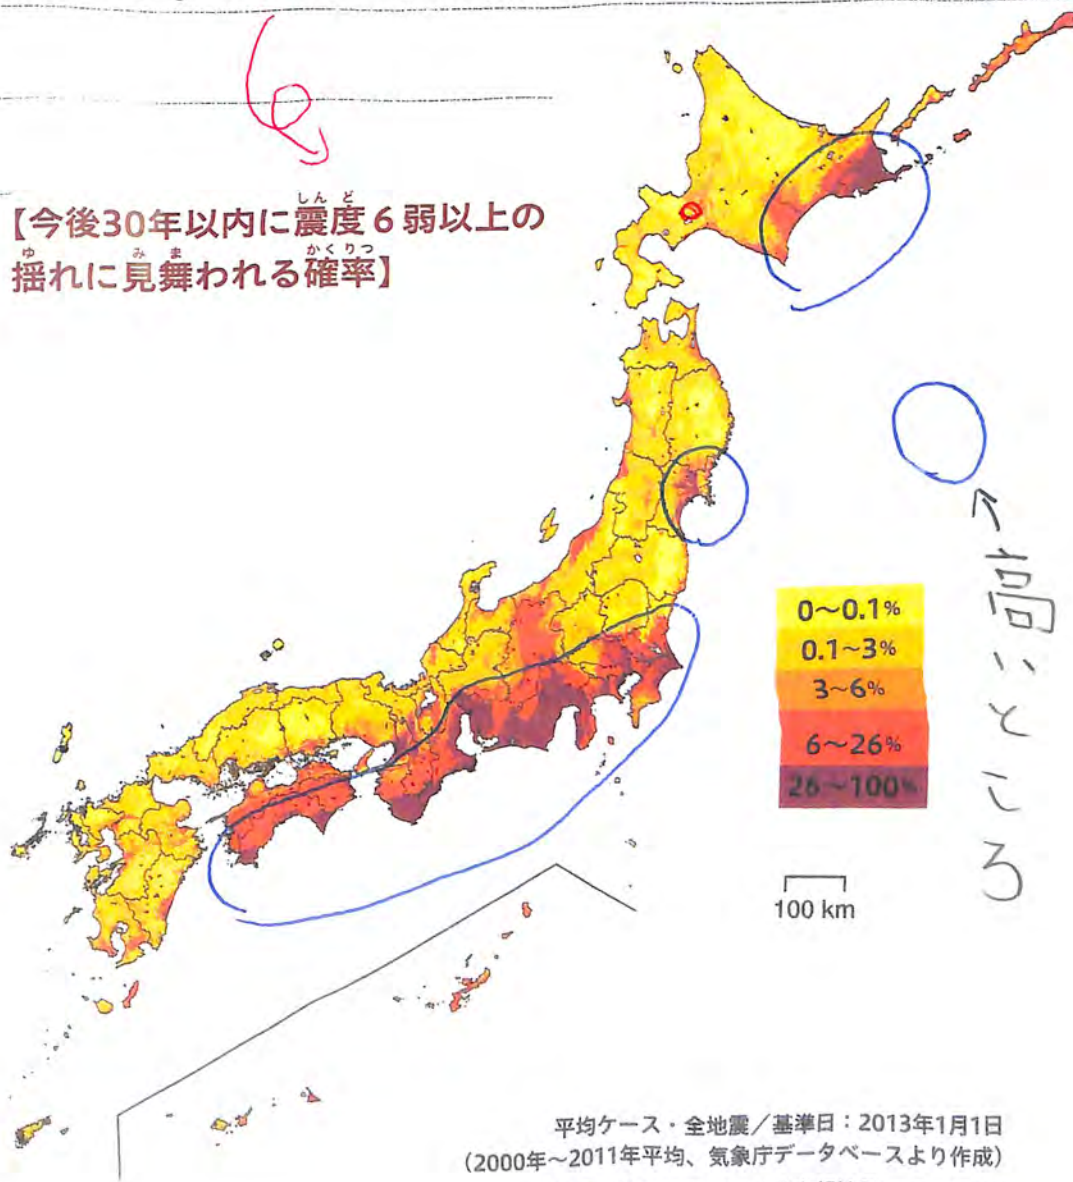 【今後30年以内に震度6弱以上の
揺れに見舞われる確率】
しんど
ゆ
みま
かくりつ
0〜0.1%
0.1〜3%
3〜6%
6〜26%
26〜100%
↑高いところ
100 km
平均ケース・全地震／基準日：2013年1月1日
(2000年〜2011年平均、気象庁データベースより作成)